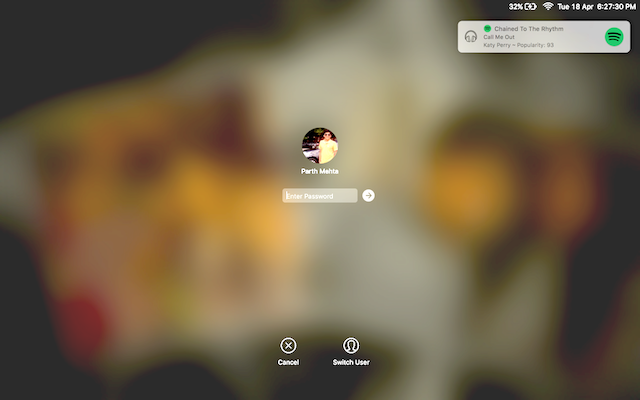 32% Tue 18 Apr 6:27:30 PM
Chained To The Rhythm
Call Me Out
Katy Perry – Popularity: 93
Parth Mehta
Enter Password
Cancel
Switch User